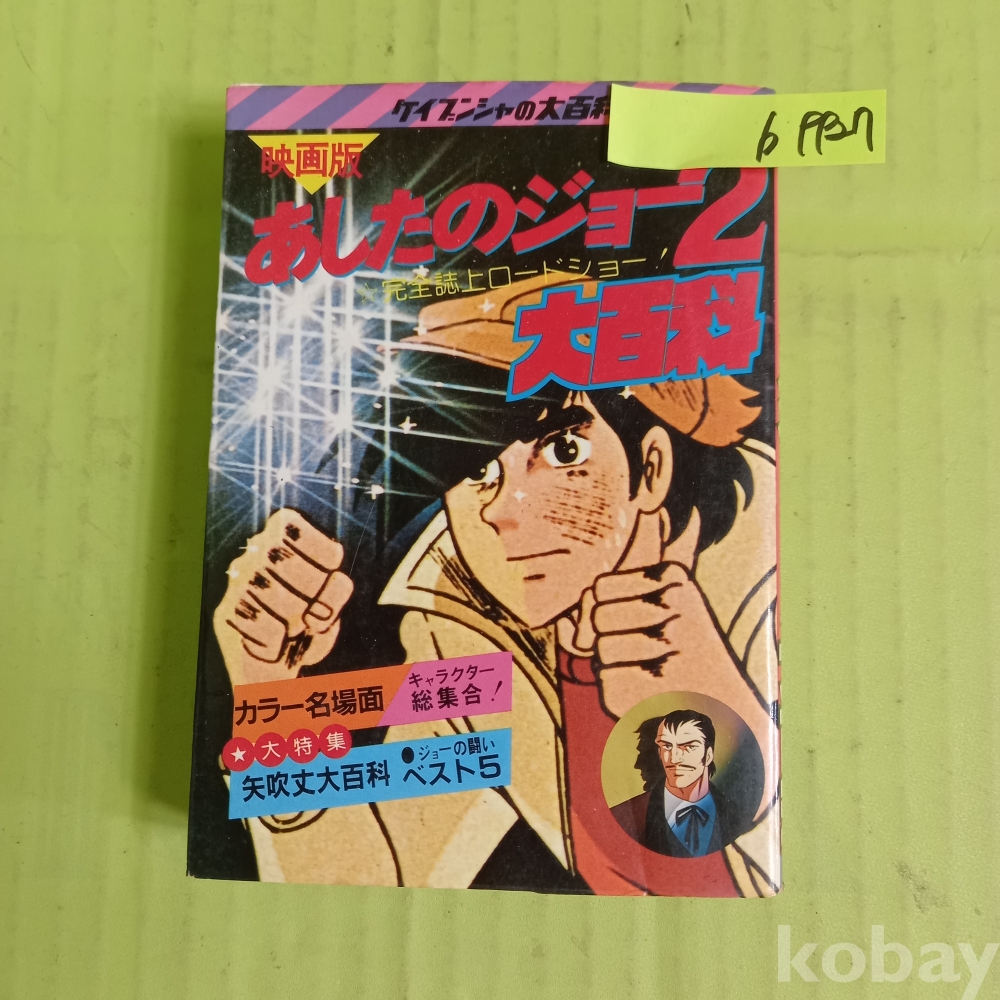 ケイブンシャの大百科
映画版
あしたのジョー2
★完全誌上ロードショー!
大百科
カラー名場面
キャラクター
総集合!
★大特集
矢吹丈大百科
●ジョーの闘い
ベスト5
kobay